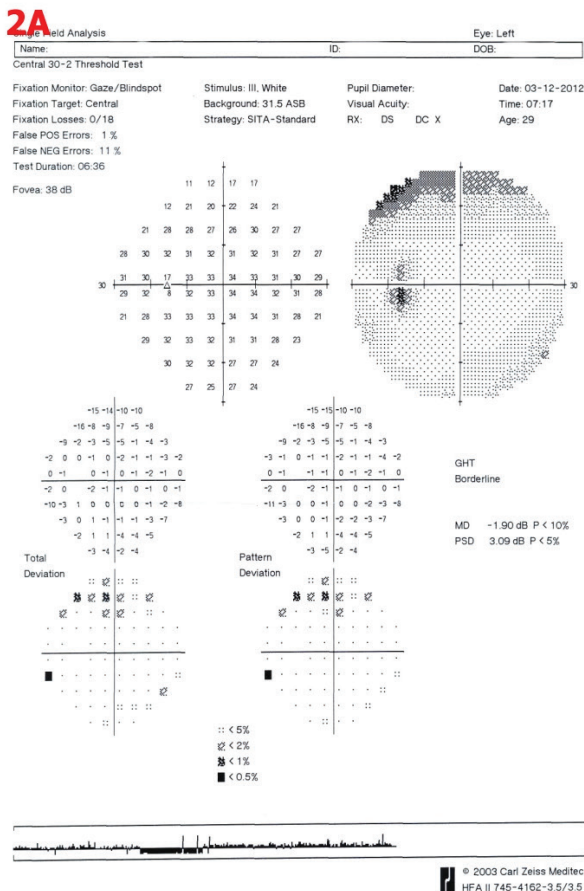 2A
Single Field Analysis Eye: Left
Name: ID: DOB:
Central 30-2 Threshold Test
Fixation Monitor: Gaze/Blindspot Stimulus: III, White Pupil Diameter: Date: 03-12-2012
Fixation Target: Central Background: 31.5 ASB Visual Acuity: Time: 07:17
Fixation Losses: 0/18 Strategy: SITA-Standard RX: DS DC X Age: 29
False POS Errors: 1 %
False NEG Errors: 11 %
Test Duration: 06:36
Fovea: 38 dB
11 12 17 17
12 21 20 22 24 21
21 28 28 27 26 30 27 27
28 30 32 31 32 31 32 31 27 27
31 30 17 33 33 34 33 31 30 29
30 30 30
29 32 8 32 33 34 34 32 31 28
21 28 33 33 33 34 34 31 28 21
29 32 33 32 31 31 28 23
30 32 32 27 27 24
27 25 27 24
-15 -14 -10 -10 -15 -15 -10 -10
-16 -8 -9 -7 -5 -8 -16 -8 -9 -7 -5 -8
-9 -2 -3 -5 -5 -1 -4 -3 -9 -2 -3 -5 -5 -1 -4 -3
-2 0 0 -1 0 -2 -1 -1 -4 -2 -3 -1 0 -1 0 -2 -1 -1 -4 -2
0 -1 0 -1 0 -1 -2 -1 0 0 -1 -1 -1 0 -1 -2 -1 0
-2 0 -2 -1 -1 0 -1 0 -1 -2 0 -2 -1 -1 0 -1 0 -1
-10 -3 1 0 0 0 0 -1 -2 -8 -11 -3 0 0 -1 0 0 -2 -3 -8
-3 0 1 -1 -1 -1 -3 -7 -3 0 0 -1 -2 -2 -3 -7
-2 1 1 -4 -4 -5 -2 1 1 -4 -4 -5
-3 -4 -2 -4 -3 -5 -2 -4
GHT
Borderline
MD -1.90 dB P < 10%
PSD 3.09 dB P < 5%
Total
Deviation
Pattern
Deviation
< 5%
< 2%
< 1%
< 0.5%
© 2003 Carl Zeiss Meditec
HFA II 745-4162-3.5/3.5